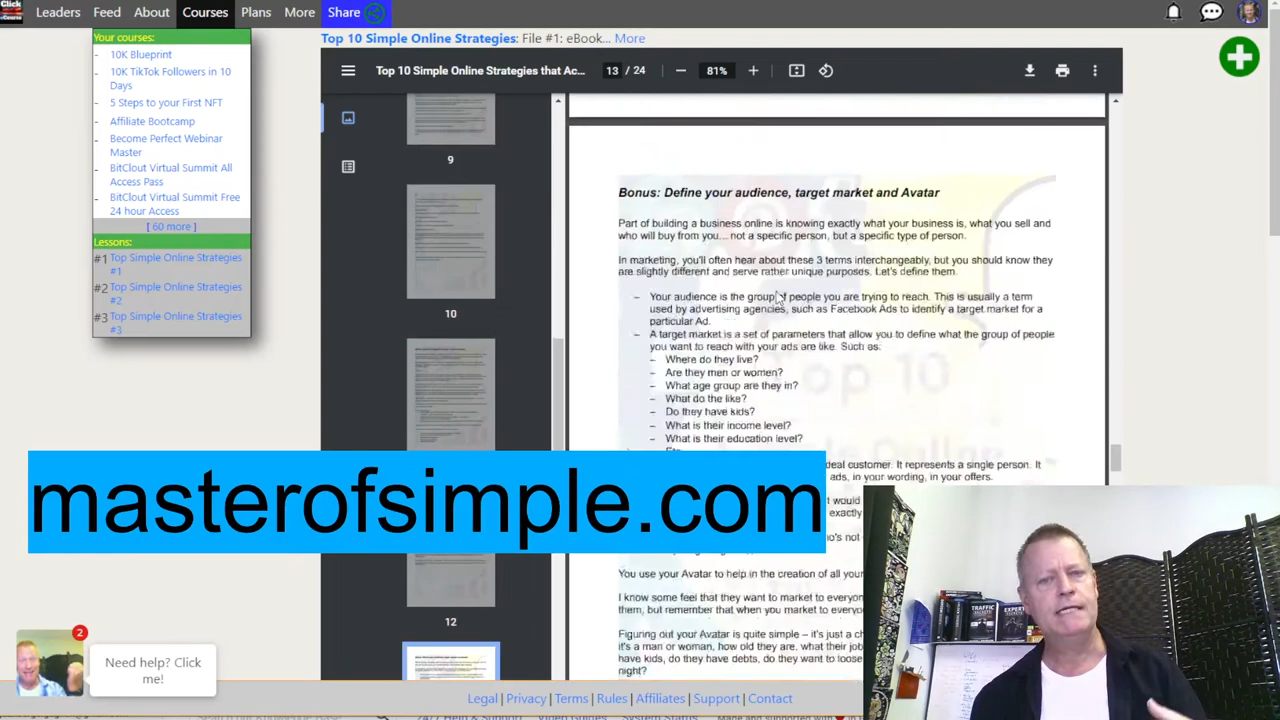 Click
eCourse
Leaders
Feed
About
Courses
Plans
More
Share
Your courses:
- 10K Blueprint
- 10K TikTok Followers in 10
Days
- 5 Steps to your First NFT
- Affiliate Bootcamp
- Become Perfect Webinar
Master
- BitClout Virtual Summit All
Access Pass
- BitClout Virtual Summit Free
24 hour Access
[ 60 more ]
Lessons:
#1 Top Simple Online Strategies
#1
#2 Top Simple Online Strategies
#2
#3 Top Simple Online Strategies
#3
Top 10 Simple Online Strategies: File #1: eBook... More
Top 10 Simple Online Strategies that Ac...
13 / 24
81%
9
10
12
Bonus: Define your audience, target market and Avatar
Part of building a business online is knowing exactly what your business is, what you sell and
who will buy from you... not a specific person, but a specific type of person.
In marketing, you'll often hear about these 3 terms interchangeably, but you should know they
are slightly different and serve rather unique purposes. Let's define them.
– Your audience is the group of people you are trying to reach. This is usually a term
used by advertising agencies, such as Facebook Ads to identify a target market for a
particular Ad.
– A target market is a set of parameters that allow you to define what the group of people
you want to reach with your ads are like. Such as:
– Where do they live?
– Are they men or women?
– What age group are they in?
– What do the like?
– Do they have kids?
– What is their income level?
– What is their education level?
deal customer. It represents a single person. It
ads, in your wording, in your offers.
t would
exactly
ho's not
You use your Avatar to help in the creation of all your
I know some feel that they want to market to everyon
them, but remember that when you market to everyo
Figuring out your Avatar is quite simple – it's just a ch
it's a man or woman, how old they are, what their job
have kids, do they have debts, do they want to loose
right?
masterofsimple.com
2
Need help? Click
me!
TRAFFIC
SECRETS
EXPERT
Legal | Privacy | Terms | Rules | Affiliates | Support | Contact